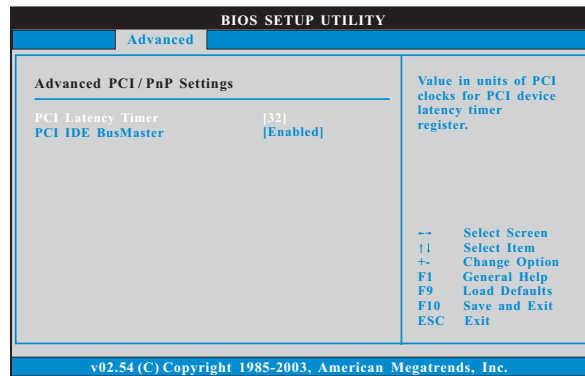 BIOS SETUP UTILITY
Advanced
Advanced PCI / PnP Settings
PCI Latency Timer [32]
PCI IDE BusMaster [Enabled]
Value in units of PCI
clocks for PCI device
latency timer
register.
←→ Select Screen
↑↓ Select Item
+- Change Option
F1 General Help
F9 Load Defaults
F10 Save and Exit
ESC Exit
v02.54 (C) Copyright 1985-2003, American Megatrends, Inc.